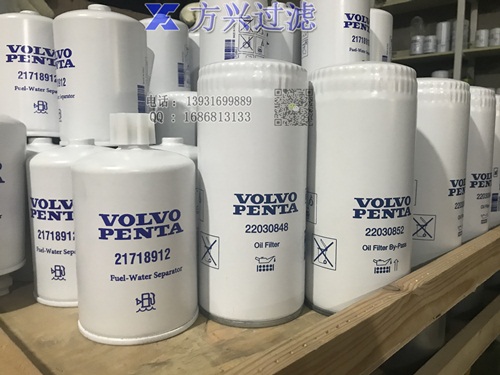 方兴过滤
VOLVO
PENTA
21718912
Fuel-Water Separator
VOLVO
PENTA
21718912
Fuel-Water Separator
电话: 13931699889
QQ : 1686813133
VOLVO
PENTA
21718912
Fuel-Water Separator
VOLVO
PENTA
22030848
Oil Filter
VOLVO
PENTA
22030852
Oil Filter By-Pass